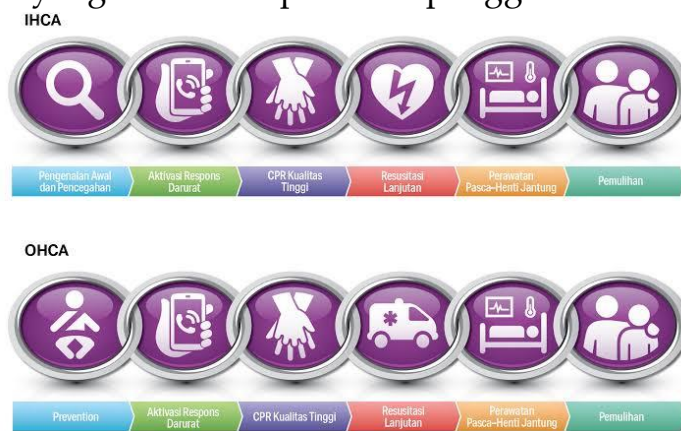 IHCA
Pengenalan Awal
dan Pencegahan
Aktivasi Respons
Darurat
CPR Kualitas
Tinggi
Resusitasi
Lanjutan
Perawatan
Pasca–Henti Jantung
Pemulihan
OHCA
Prevention
Aktivasi Respons
Darurat
CPR Kualitas Tinggi
Resusitasi
Lanjutan
Perawatan
Pasca–Henti Jantung
Pemulihan